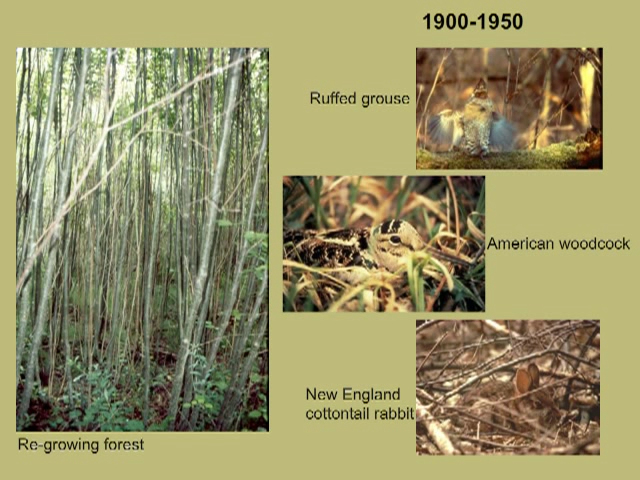 1900-1950
Ruffed grouse
American woodcock
New England
cottontail rabbit
Re-growing forest